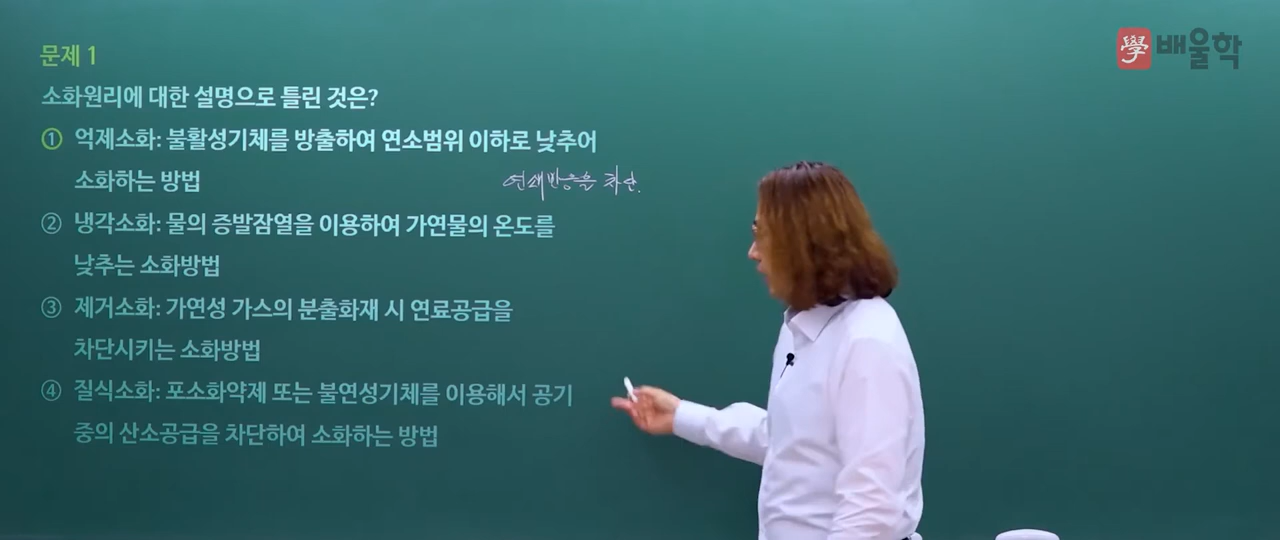 學 배울학
문제 1
소화원리에 대한 설명으로 틀린 것은?
① 억제소화: 불활성기체를 방출하여 연소범위 이하로 낮추어
소화하는 방법
연쇄반응을 차단.
② 냉각소화: 물의 증발잠열을 이용하여 가연물의 온도를
낮추는 소화방법
③ 제거소화: 가연성 가스의 분출화재 시 연료공급을
차단시키는 소화방법
④ 질식소화: 포소화약제 또는 불연성기체를 이용해서 공기
중의 산소공급을 차단하여 소화하는 방법